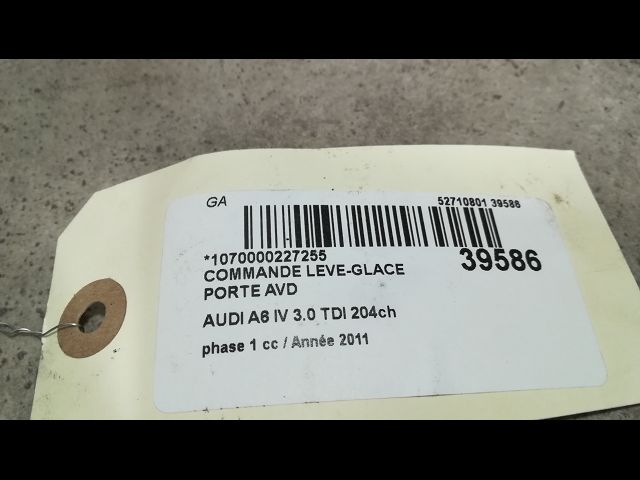 GA 52710801 39586
*1070000227255 39586
COMMANDE LEVE-GLACE
PORTE AVD
AUDI A6 IV 3.0 TDI 204ch
phase 1 cc / Année 2011